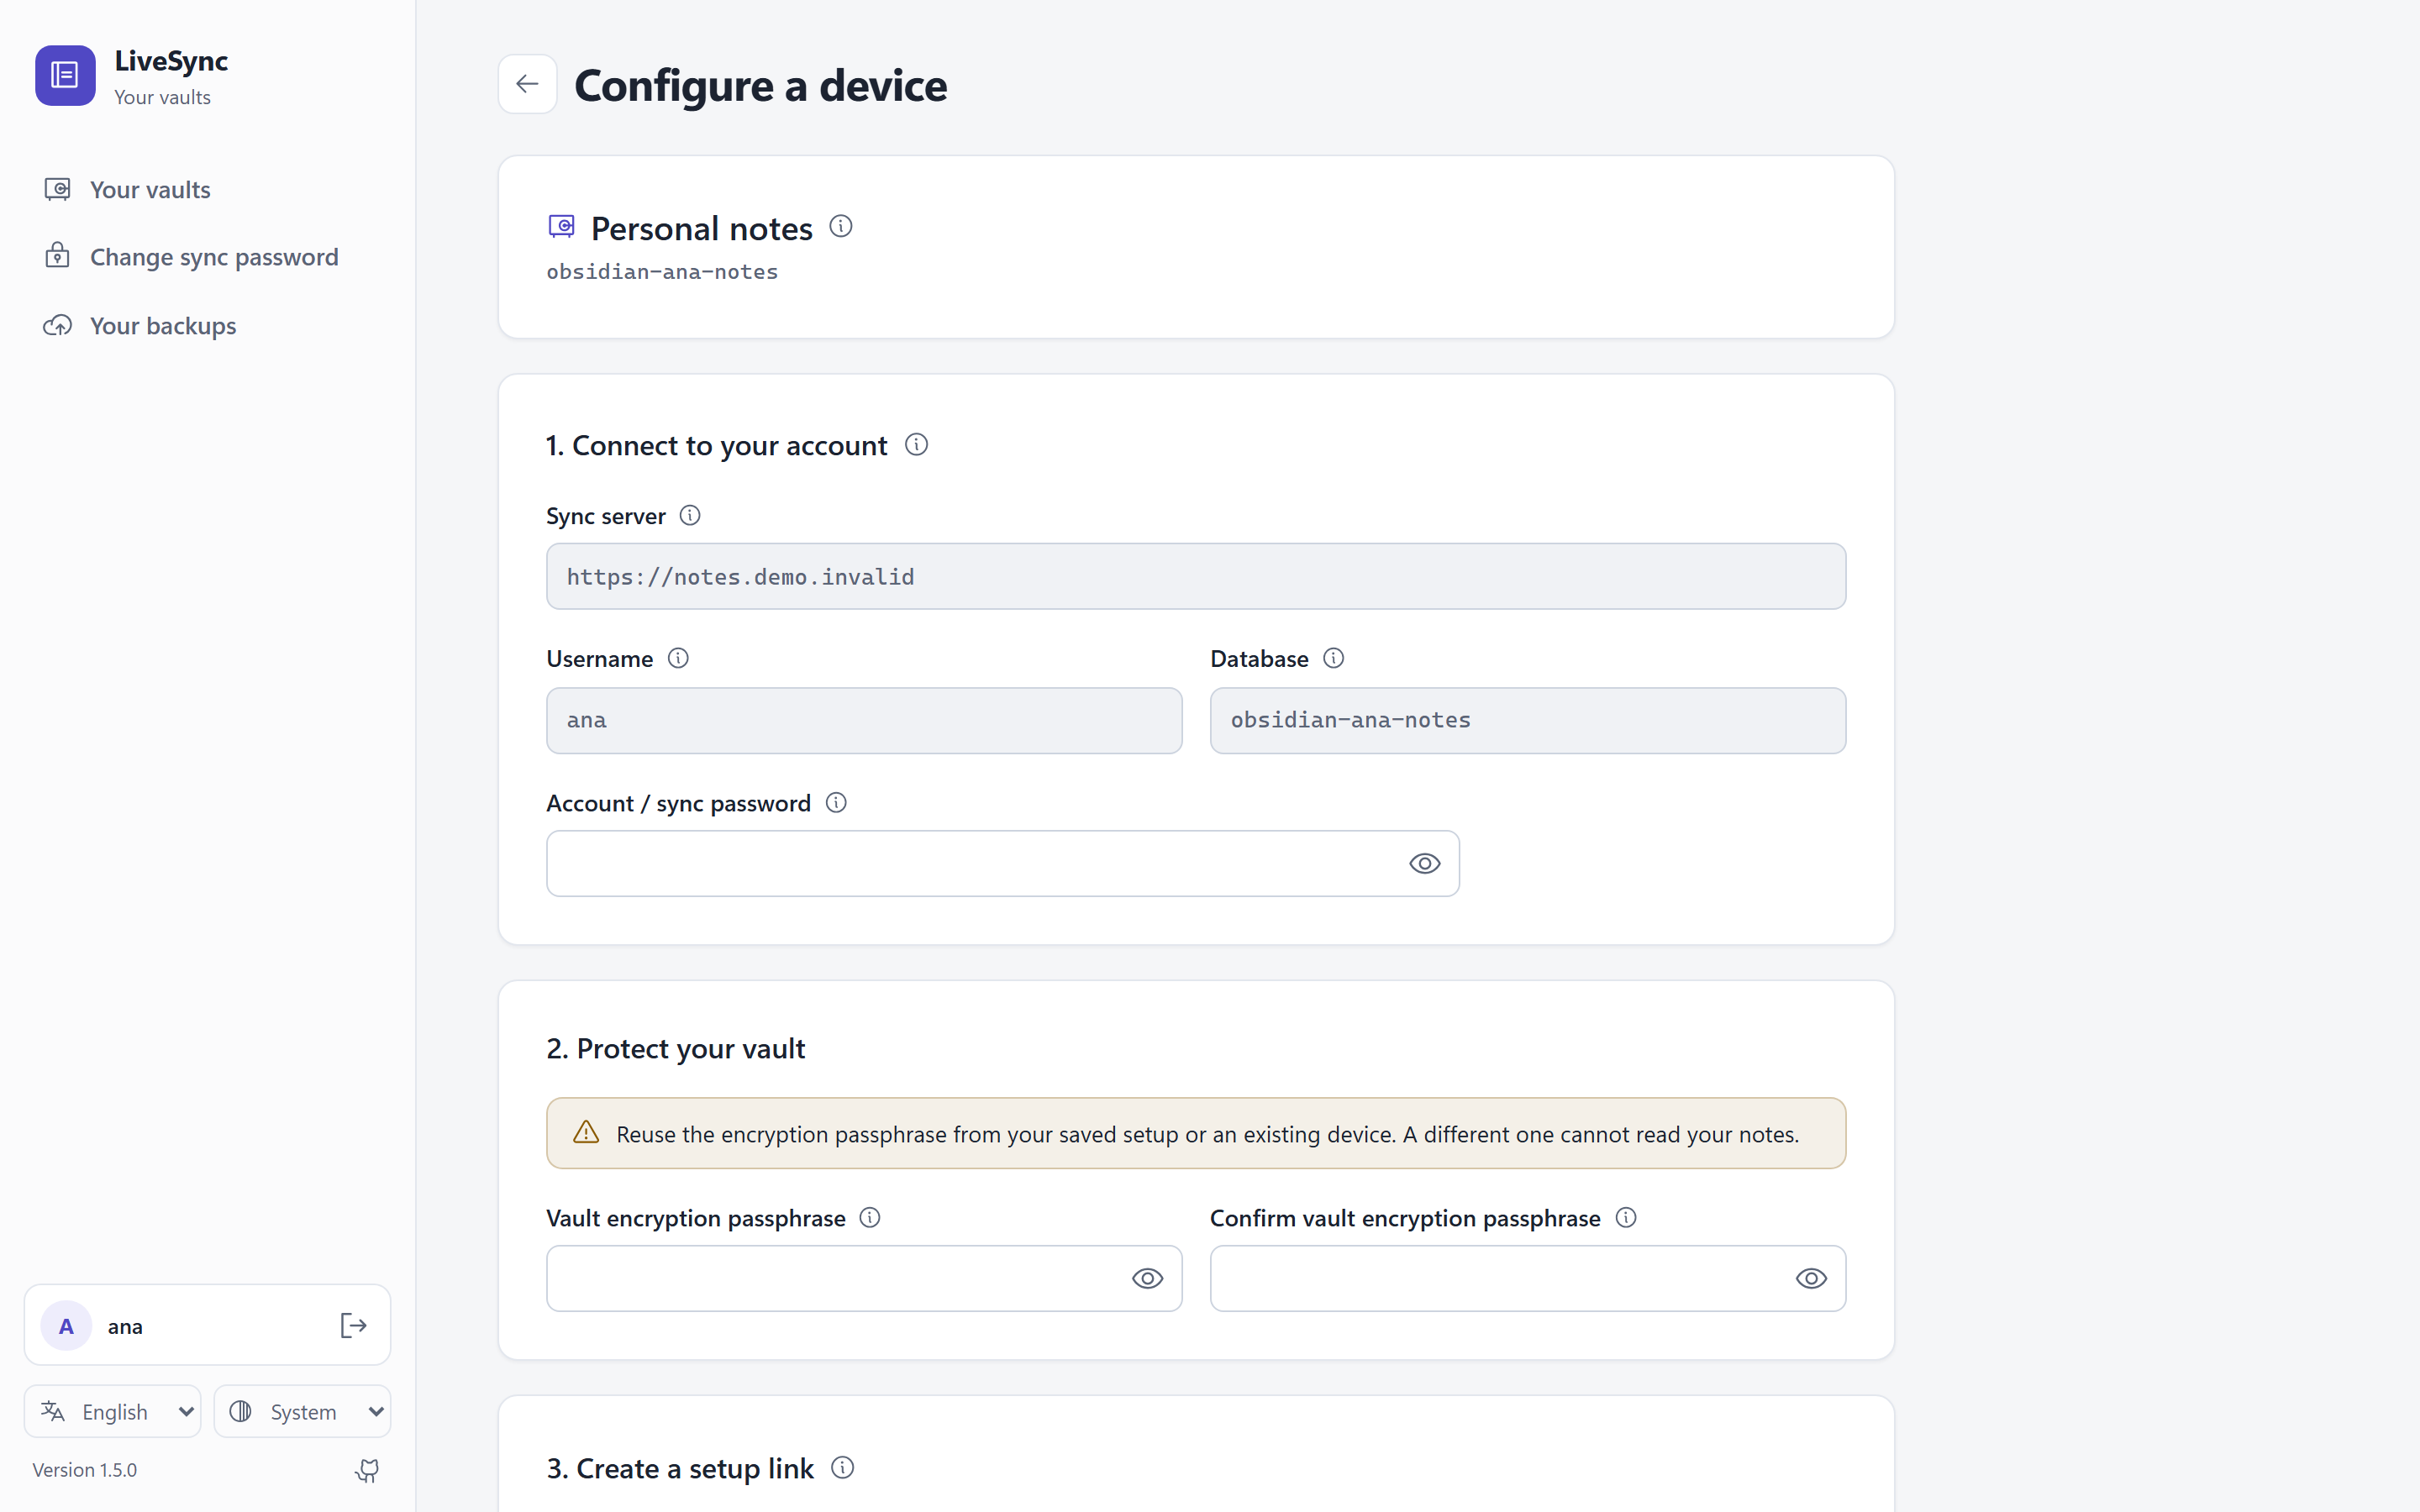 LiveSync
Your vaults
Your vaults
Change sync password
Your backups
A
ana
English
System
Version 1.5.0
Configure a device
Personal notes
obsidian-ana-notes
1. Connect to your account
Sync server
https://notes.demo.invalid
Username
Database
ana
obsidian-ana-notes
Account / sync password
2. Protect your vault
Reuse the encryption passphrase from your saved setup or an existing device. A different one cannot read your notes.
Vault encryption passphrase
Confirm vault encryption passphrase
3. Create a setup link